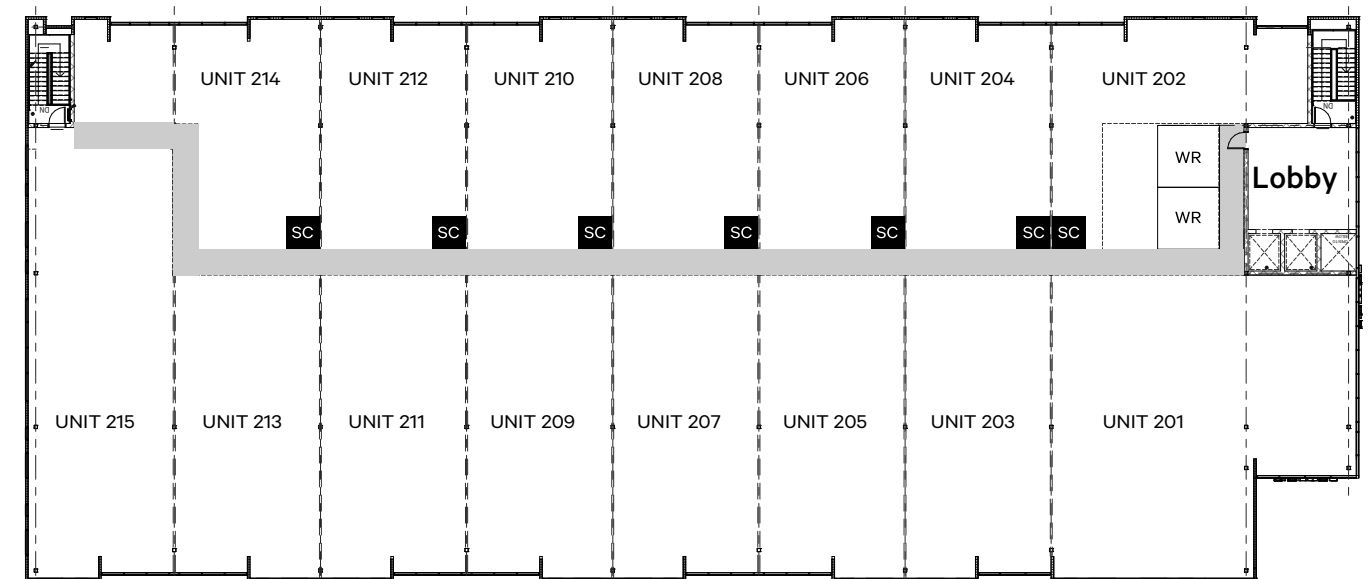 UNIT 214
UNIT 212
UNIT 210
UNIT 208
UNIT 206
UNIT 204
UNIT 202
DN
DN
WR
Lobby
WR
SC
SC
SC
SC
SC
SC
SC
UNIT 215
UNIT 213
UNIT 211
UNIT 209
UNIT 207
UNIT 205
UNIT 203
UNIT 201